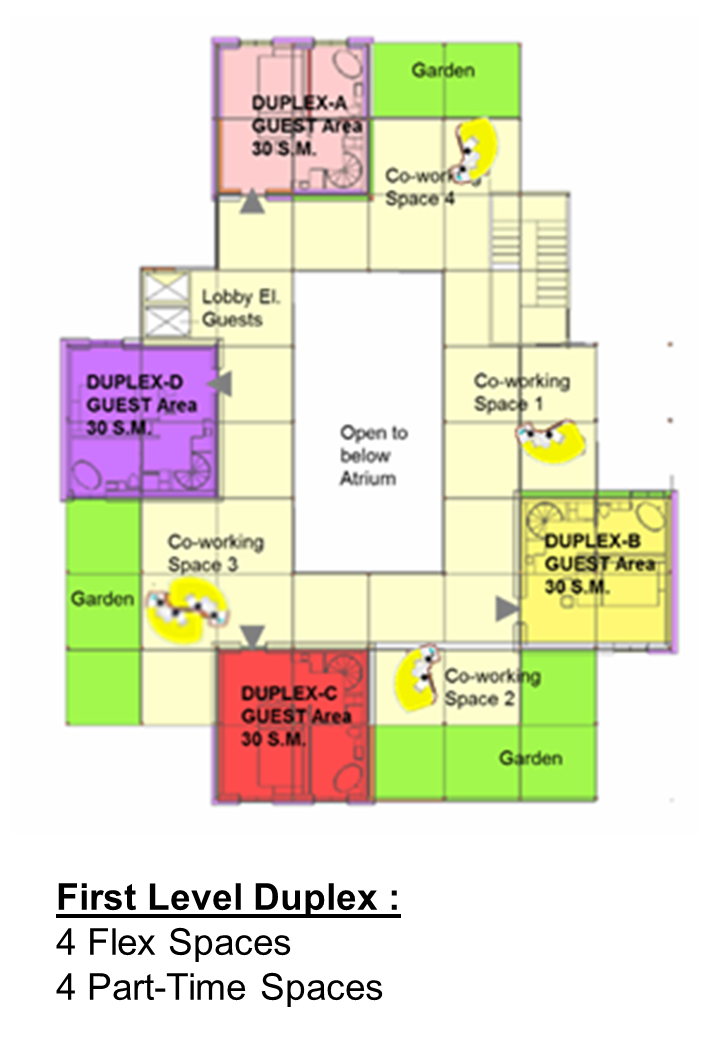 Garden
DUPLEX-A
GUEST Area
30 S.M.
Co-working
Space 4
Lobby El.
Guests
DUPLEX-D
GUEST Area
30 S.M.
Co-working
Space 1
Open to
below
Atrium
Co-working
Space 3
DUPLEX-B
GUEST Area
30 S.M.
Garden
DUPLEX-C
GUEST Area
30 S.M.
Co-working
Space 2
Garden
First Level Duplex :
4 Flex Spaces
4 Part-Time Spaces